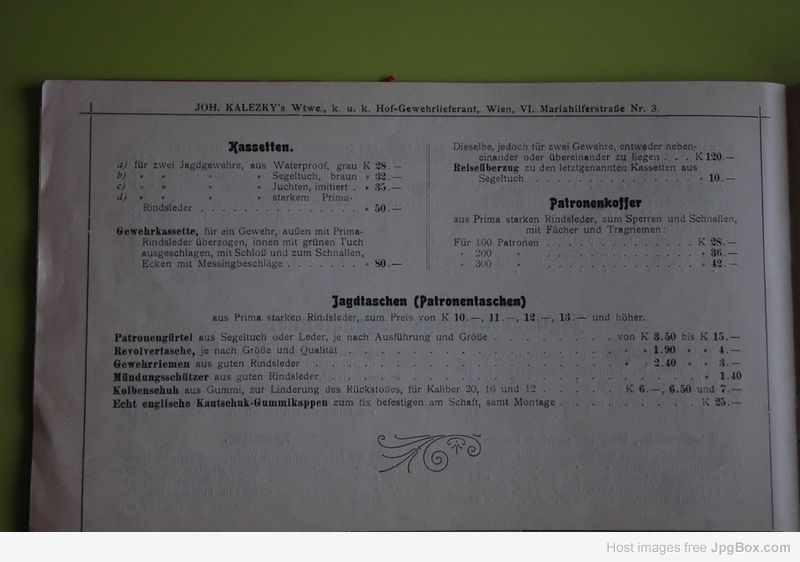 JOH. KALEZKY's Wtwe., k. u. k. Hof-Gewehrlieferant, Wien, VI. Mariahilferstraße Nr. 3.
Kassetten.
a) für zwei Jagdgewehre, aus Waterproof, grau K 28.—
b) » » » » Segeltuch, braun » 32.—
c) » » » » Juchten, imitiert . » 35.—
d) » » » » starkem Prima-
Rindsleder . . . . . . . . . . . . . . » 50.—
Gewehrkassette, für ein Gewehr, außen mit Prima-
Rindsleder überzogen, innen mit grünen Tuch
ausgeschlagen, mit Schloß und zum Schnallen,
Ecken mit Messingbeschläge . . . . . . . » 80.—
Dieselbe, jedoch für zwei Gewehre, entweder neben-
einander oder übereinander zu liegen . . . K 120.—
Reiseüberzug zu den letztgenannten Kassetten aus
Segeltuch . . . . . . . . . . . . . . . » 10.—
Patronenkoffer
aus Prima starken Rindsleder, zum Sperren und Schnallen,
mit Fächer und Tragriemen:
Für 100 Patronen . . . . . . . . . . . . . K 28.—
» 200 » . . . . . . . . . . . . . » 36.—
» 300 » . . . . . . . . . . . . . » 42.—
Jagdtaschen (Patronentaschen)
aus Prima starken Rindsleder, zum Preis von K 10.—, 11.—, 12.—, 13.— und höher.
Patronengürtel aus Segeltuch oder Leder, je nach Ausführung und Größe . . . . . . . . . . von K 3.50 bis K 15.—
Revolvertasche, je nach Größe und Qualität . . . . . . . . . . . . . . . . . . . » » 1.90 » » 4.—
Gewehrriemen aus guten Rindsleder . . . . . . . . . . . . . . . . . . . . . » » 2.40 » » 3.—
Mündungsschützer aus guten Rindsleder . . . . . . . . . . . . . . . . . . . . . . . . . » 1.40
Kolbenschuh aus Gummi, zur Linderung des Rückstoßes, für Kaliber 20, 16 und 12 . . . . . . K 6.—, 6.50 und 7.—
Echt englische Kautschuk-Gummikappen zum fix befestigen am Schaft, samt Montage . . . . . . . . . . K 25.—
Host images free JpgBox.com